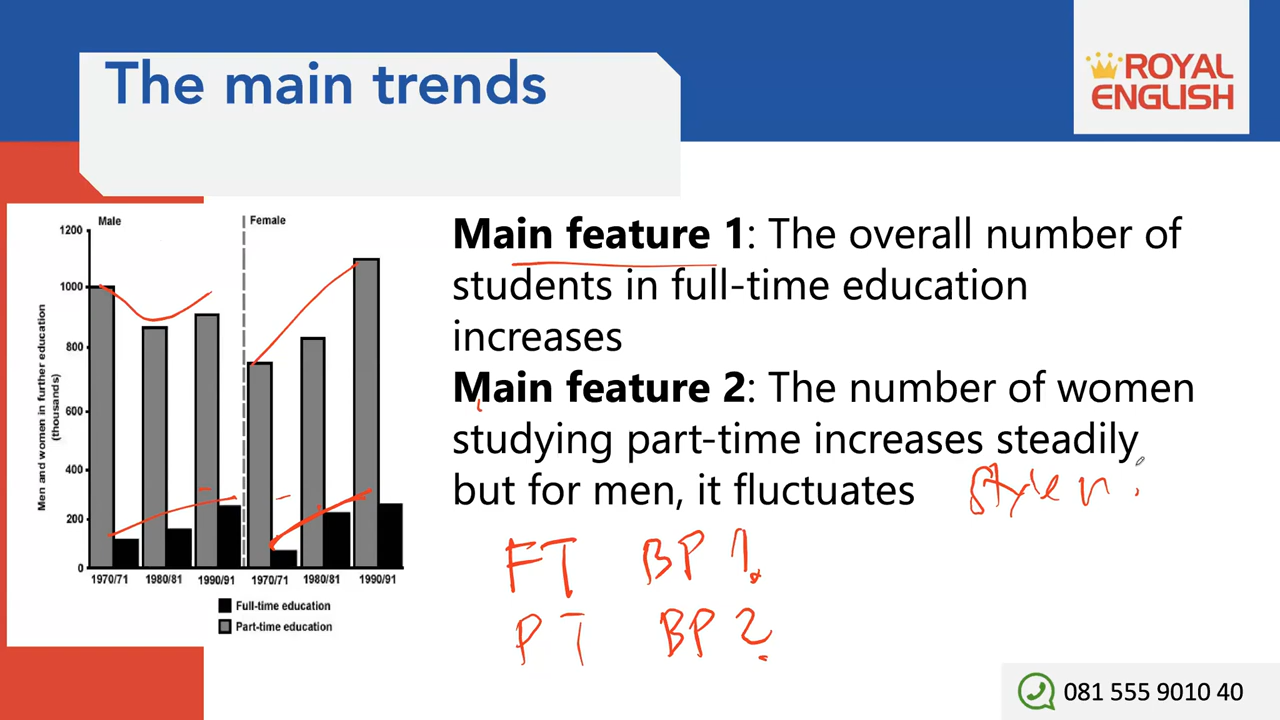 The main trends
ROYAL
ENGLISH
Male
Female
1200
1000
800
600
400
200
0
Men and women in further education
(thousands)
1970/71 1980/81 1990/91 1970/71 1980/81 1990/91
Full-time education
Part-time education
Main feature 1: The overall number of
students in full-time education
increases
Main feature 2: The number of women
studying part-time increases steadily
but for men, it fluctuates
FT BP 1.
PT BP 2
081 555 9010 40